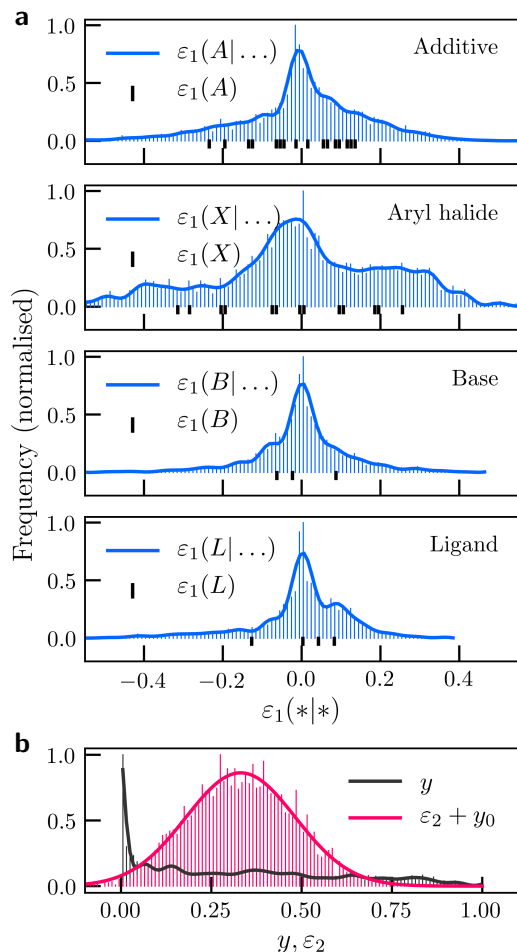 a
1.0
0.5
0.0
ε₁(A|...)
ε₁(A)
Additive
1.0
0.5
0.0
ε₁(X|...)
ε₁(X)
Aryl halide
1.0
0.5
0.0
ε₁(B|...)
ε₁(B)
Base
1.0
0.5
0.0
ε₁(L|...)
ε₁(L)
Ligand
Frequency (normalised)
−0.4 −0.2 0.0 0.2 0.4
ε₁(∗|∗)
b
1.0
0.5
0.0
y
ε₂ + y₀
0.00 0.25 0.50 0.75 1.00
y, ε₂